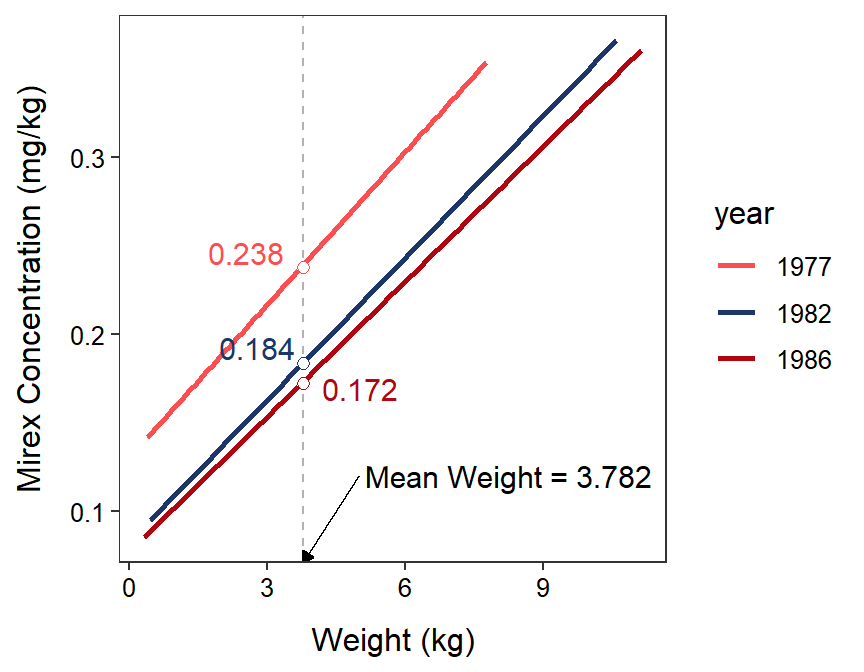 Mirex Concentration (mg/kg)
0.3
0.2
0.1
0.238
0.184
0.172
Mean Weight = 3.782
0 3 6 9
Weight (kg)
year
1977
1982
1986